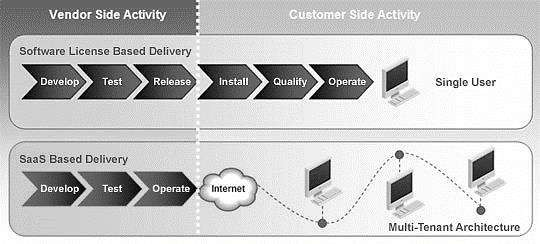 Vendor Side Activity
Customer Side Activity
Software License Based Delivery
Develop
Test
Release
Install
Qualify
Operate
Single User
SaaS Based Delivery
Develop
Test
Operate
Internet
Multi-Tenant Architecture